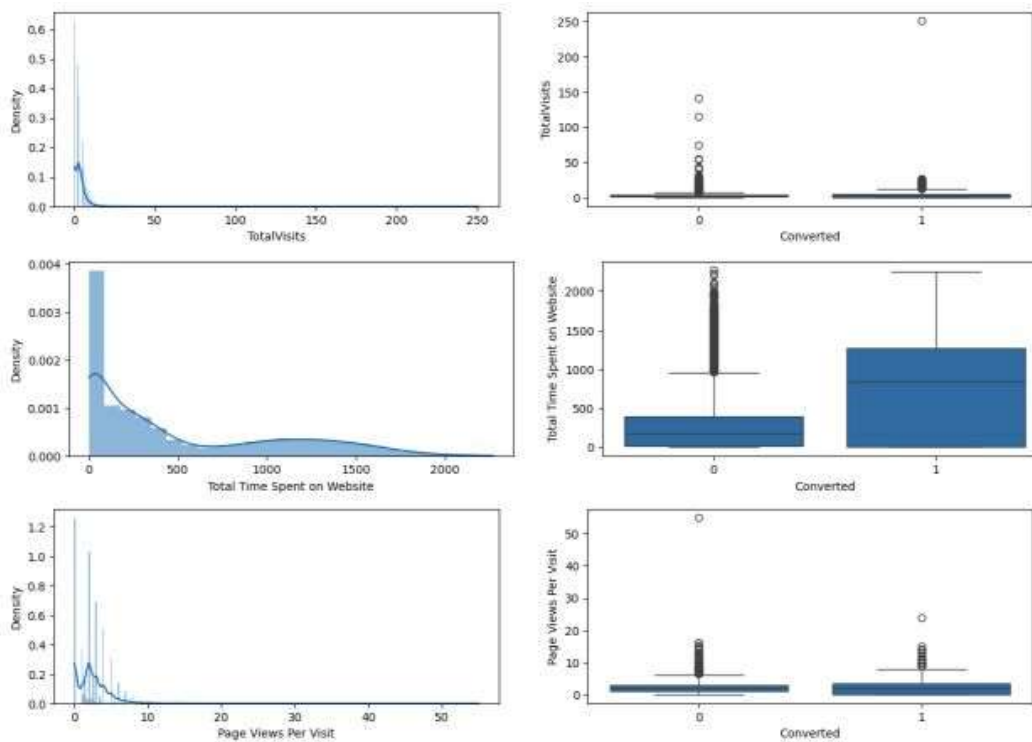 0.6
0.5
0.4
0.3
0.2
0.1
0.0
Density
0 50 100 150 200 250
TotalVisits
250
200
150
100
50
0
TotalVisits
0 1
Converted
0.004
0.003
0.002
0.001
0.000
Density
0 500 1000 1500 2000
Total Time Spent on Website
2000
1500
1000
500
0
Total Time Spent on Website
0 1
Converted
1.2
1.0
0.8
0.6
0.4
0.2
0.0
Density
0 10 20 30 40 50
Page Views Per Visit
50
40
30
20
10
0
Page Views Per Visit
0 1
Converted